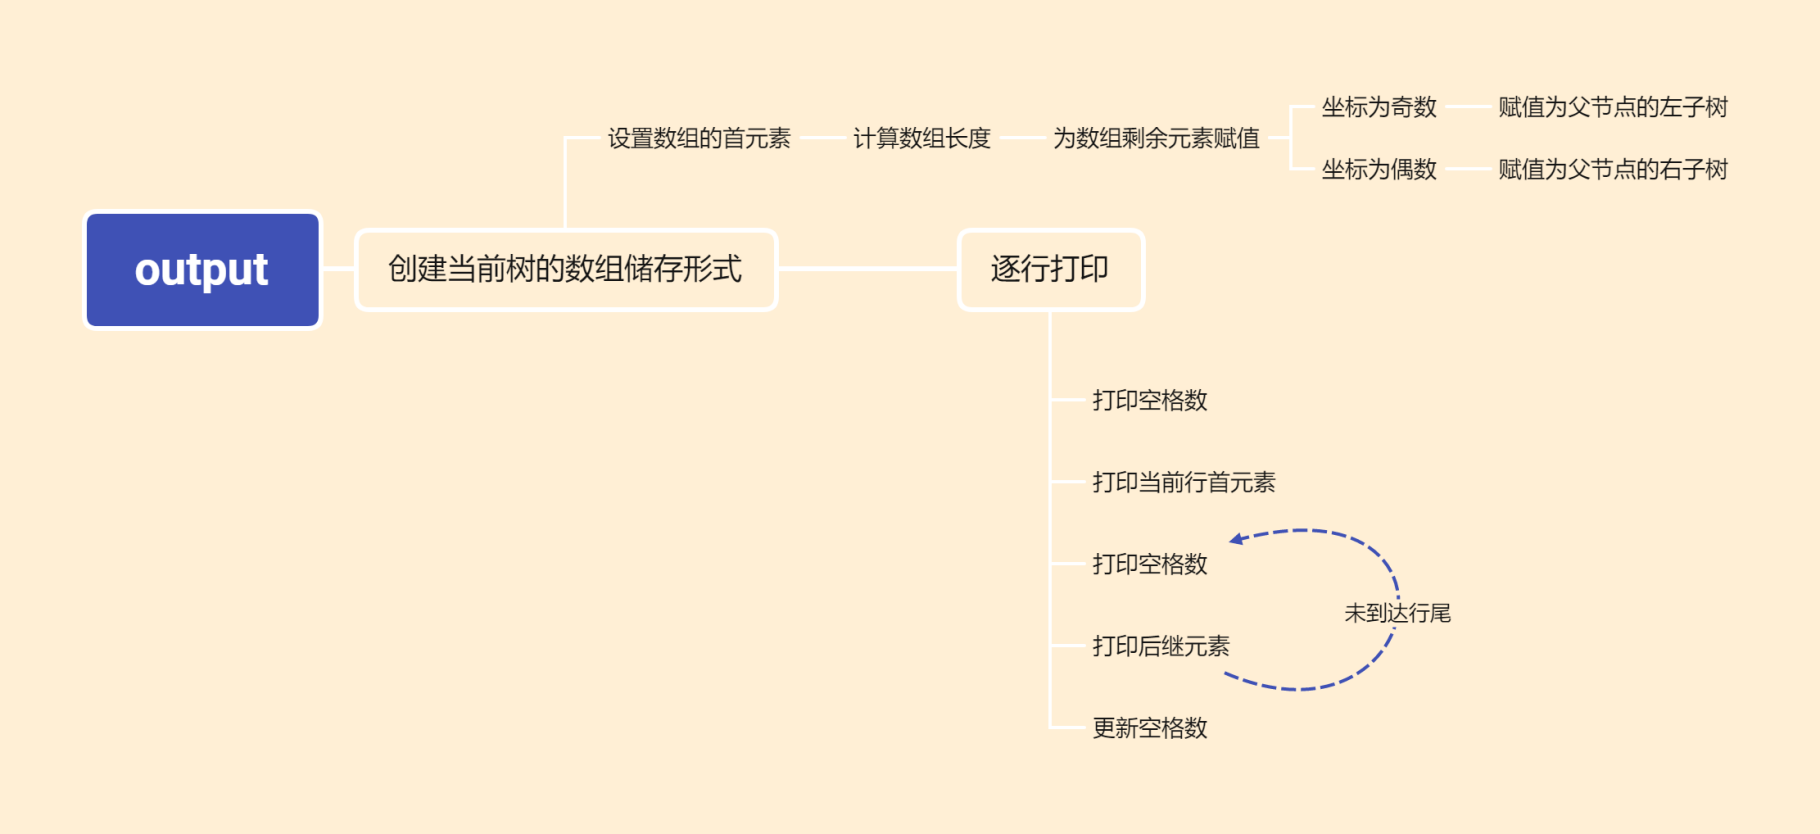 output
创建当前树的数组储存形式
设置数组的首元素
计算数组长度
为数组剩余元素赋值
坐标为奇数
赋值为父节点的左子树
坐标为偶数
赋值为父节点的右子树
逐行打印
打印空格数
打印当前行首元素
打印空格数
打印后继元素
未到达行尾
更新空格数